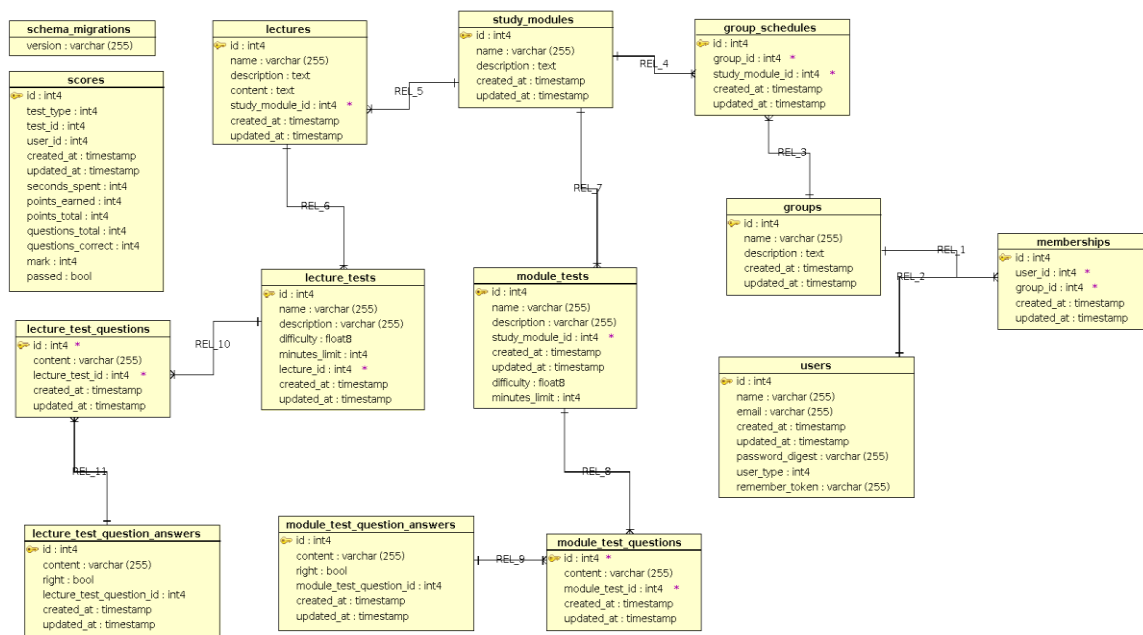 schema_migrations
version : varchar (255)
scores
id : int4
test_type : int4
test_id : int4
user_id : int4
created_at : timestamp
updated_at : timestamp
seconds_spent : int4
points_earned : int4
points_total : int4
questions_total : int4
questions_correct : int4
mark : int4
passed : bool
lectures
id : int4
name : varchar (255)
description : text
content : text
study_module_id : int4 *
created_at : timestamp
updated_at : timestamp
REL_5
study_modules
id : int4
name : varchar (255)
description : text
created_at : timestamp
updated_at : timestamp
REL_4
group_schedules
id : int4
group_id : int4 *
study_module_id : int4 *
created_at : timestamp
updated_at : timestamp
REL_3
REL_6
REL_7
groups
id : int4
name : varchar (255)
description : text
created_at : timestamp
updated_at : timestamp
REL_1
REL_2
memberships
id : int4
user_id : int4 *
group_id : int4 *
created_at : timestamp
updated_at : timestamp
lecture_tests
id : int4
name : varchar (255)
description : varchar (255)
difficulty : float8
minutes_limit : int4
lecture_id : int4 *
created_at : timestamp
updated_at : timestamp
module_tests
id : int4
name : varchar (255)
description : varchar (255)
study_module_id : int4 *
created_at : timestamp
updated_at : timestamp
difficulty : float8
minutes_limit : int4
lecture_test_questions
id : int4 *
content : varchar (255)
lecture_test_id : int4 *
created_at : timestamp
updated_at : timestamp
REL_10
users
id : int4
name : varchar (255)
email : varchar (255)
created_at : timestamp
updated_at : timestamp
password_digest : varchar (255)
user_type : int4
remember_token : varchar (255)
REL_11
REL_8
lecture_test_question_answers
id : int4
content : varchar (255)
right : bool
lecture_test_question_id : int4
created_at : timestamp
updated_at : timestamp
module_test_question_answers
id : int4
content : varchar (255)
right : bool
module_test_question_id : int4
created_at : timestamp
updated_at : timestamp
REL_9
module_test_questions
id : int4 *
content : varchar (255)
module_test_id : int4 *
created_at : timestamp
updated_at : timestamp